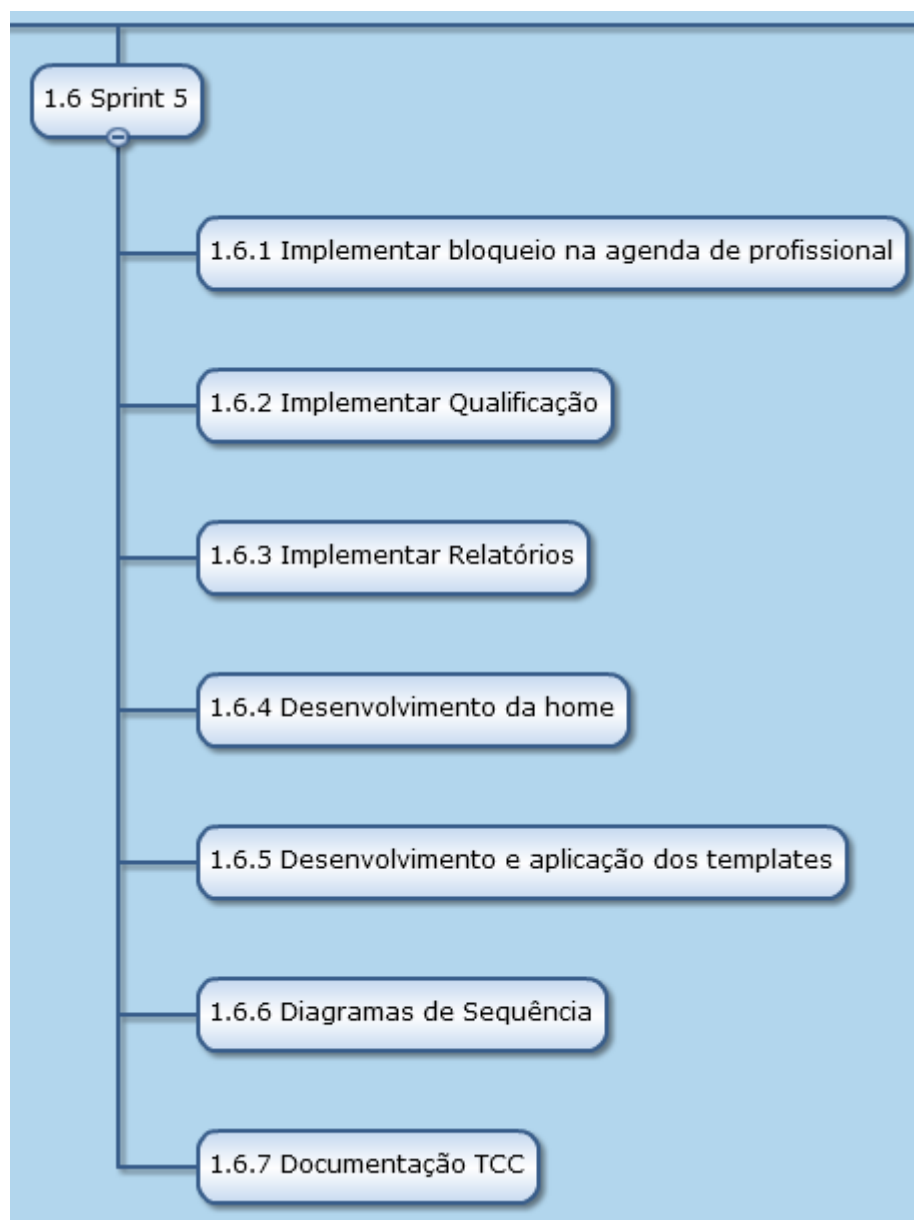 1.6 Sprint 5
1.6.1 Implementar bloqueio na agenda de profissional
1.6.2 Implementar Qualificação
1.6.3 Implementar Relatórios
1.6.4 Desenvolvimento da home
1.6.5 Desenvolvimento e aplicação dos templates
1.6.6 Diagramas de Sequência
1.6.7 Documentação TCC